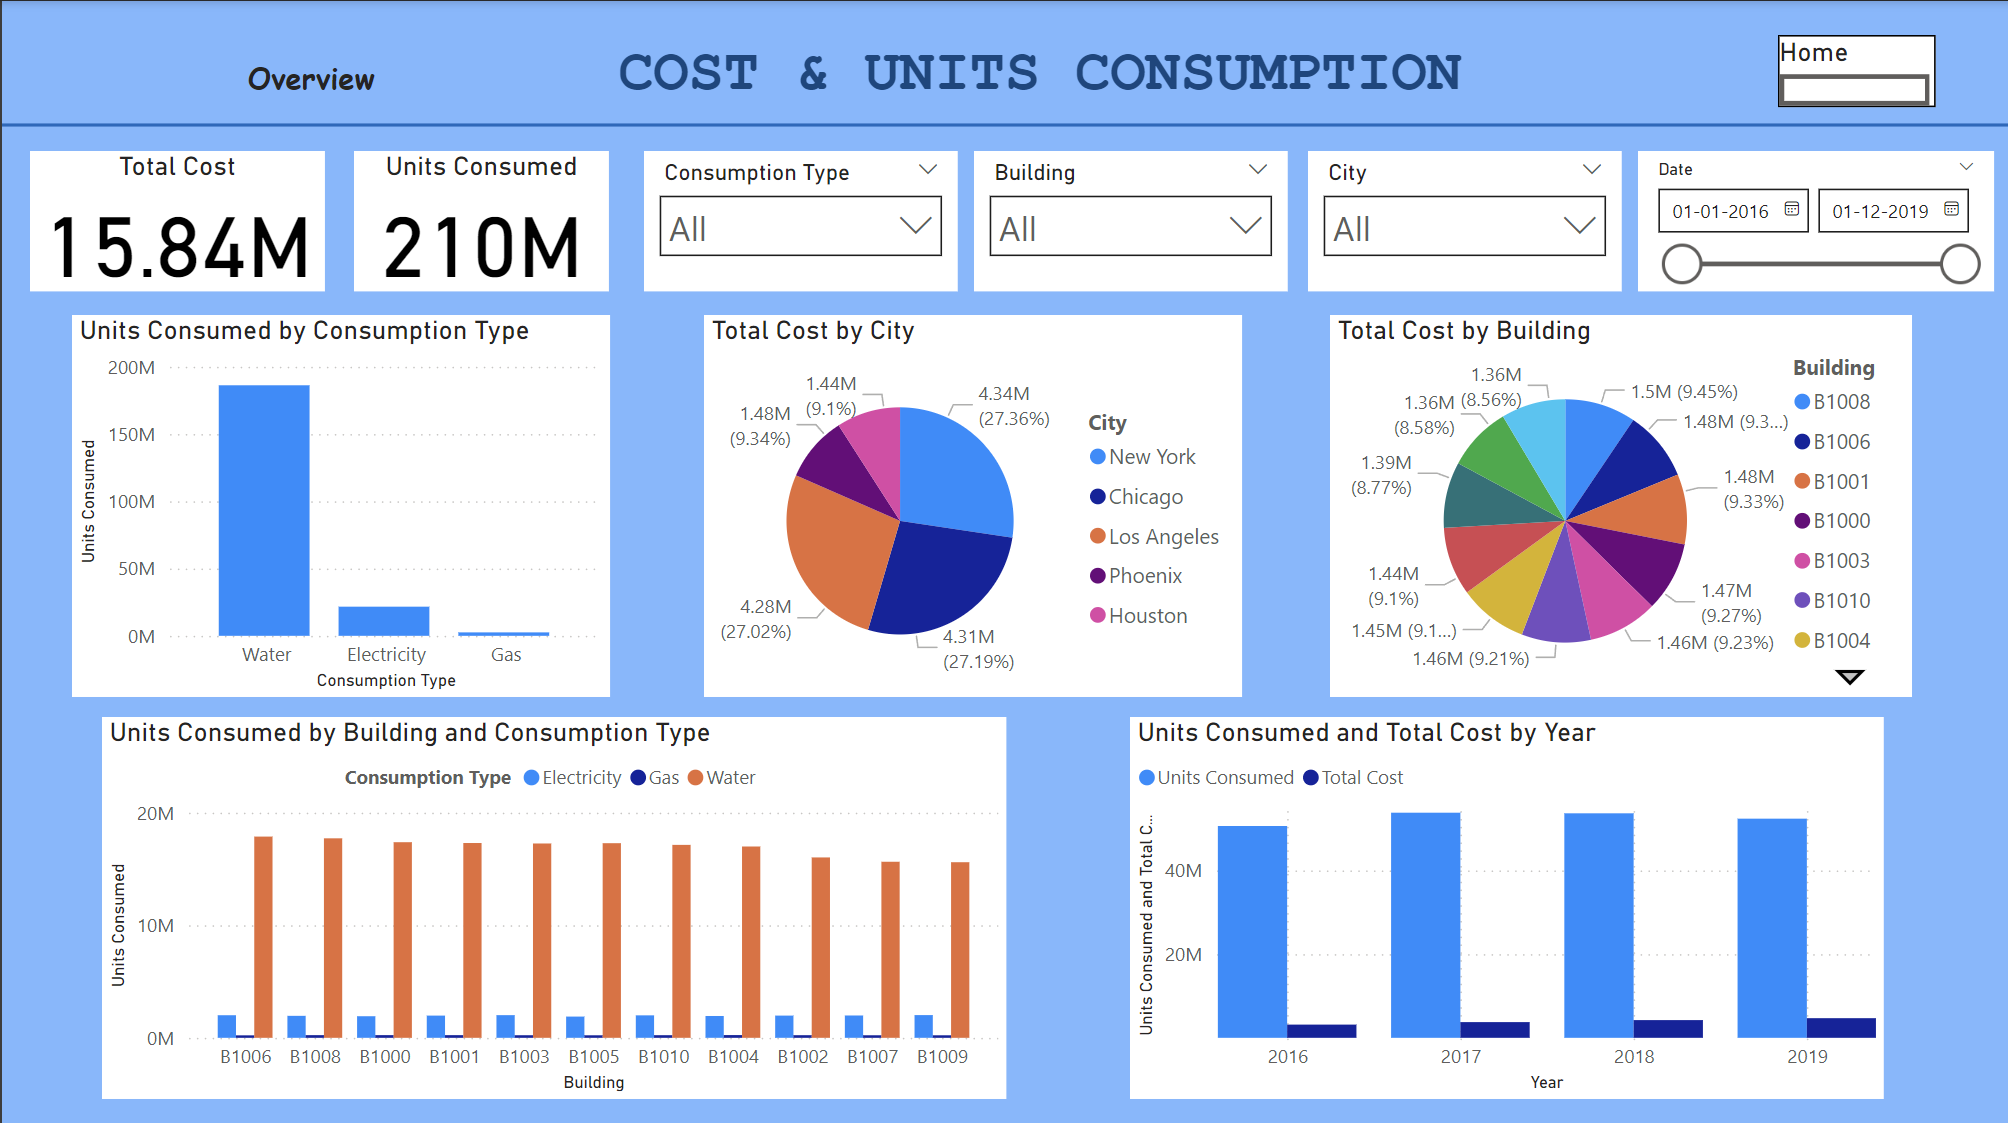 Overview
COST & UNITS CONSUMPTION
Home
Total Cost
15.84M
Units Consumed
210M
Consumption Type
All
Building
All
City
All
Date
01-01-2016
01-12-2019
Units Consumed by Consumption Type
Units Consumed
200M
150M
100M
50M
0M
Water
Electricity
Gas
Consumption Type
Total Cost by City
1.44M
(9.1%)
4.34M
(27.36%)
1.48M
(9.34%)
4.28M
(27.02%)
4.31M
(27.19%)
City
New York
Chicago
Los Angeles
Phoenix
Houston
Total Cost by Building
1.36M
(8.56%)
1.5M (9.45%)
1.36M
(8.58%)
1.48M (9.3...)
1.39M
(8.77%)
1.48M
(9.33%)
1.44M
(9.1%)
1.47M
(9.27%)
1.45M (9.1...)
1.46M (9.23%)
1.46M (9.21%)
Building
B1008
B1006
B1001
B1000
B1003
B1010
B1004
Units Consumed by Building and Consumption Type
Consumption Type Electricity Gas Water
Units Consumed
20M
10M
0M
B1006 B1008 B1000 B1001 B1003 B1005 B1010 B1004 B1002 B1007 B1009
Building
Units Consumed and Total Cost by Year
Units Consumed Total Cost
Units Consumed and Total C...
40M
20M
2016 2017 2018 2019
Year